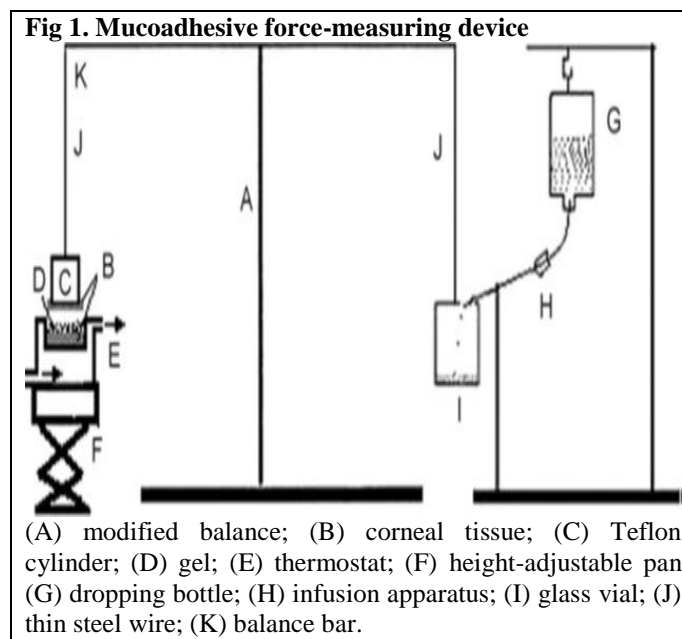 Fig 1. Mucoadhesive force-measuring device
K
J
A
J
G
D
C
B
E
H
F
I
(A) modified balance; (B) corneal tissue; (C) Teflon
cylinder; (D) gel; (E) thermostat; (F) height-adjustable pan
(G) dropping bottle; (H) infusion apparatus; (I) glass vial; (J)
thin steel wire; (K) balance bar.